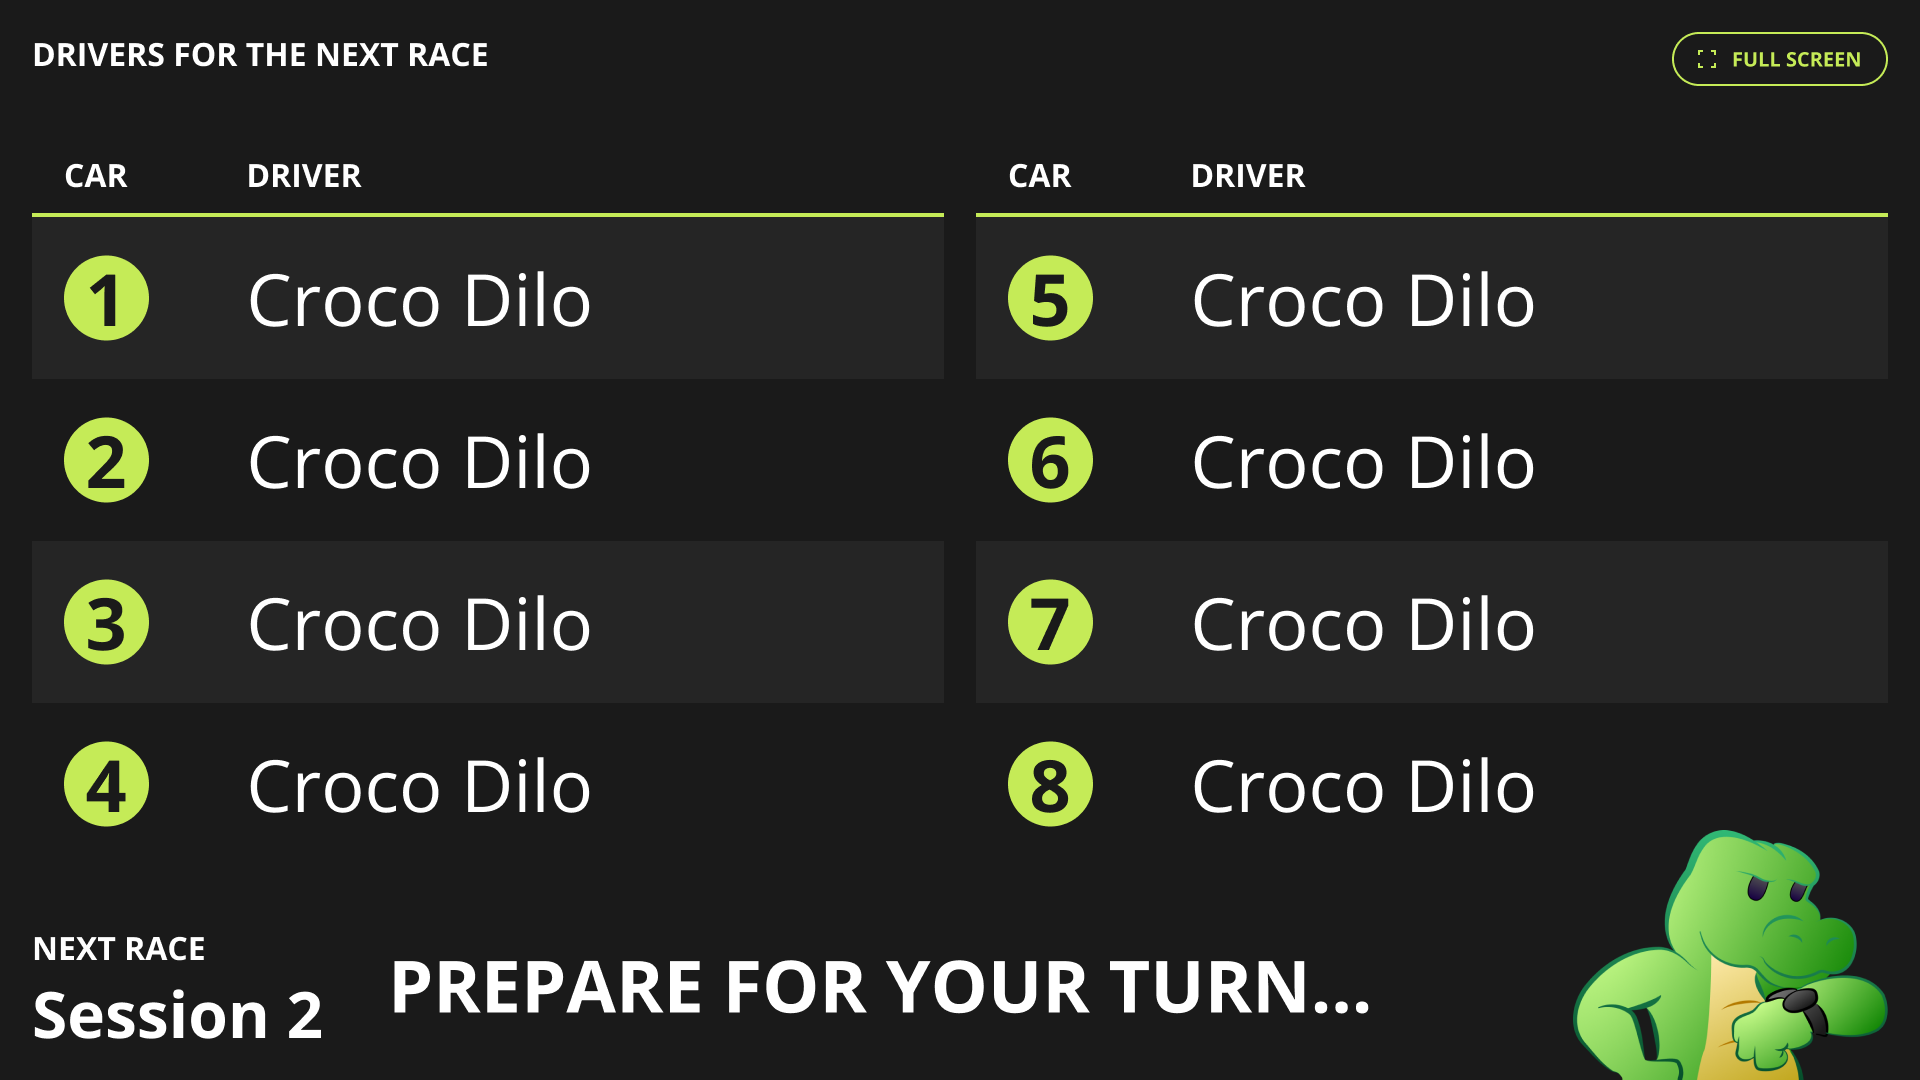 DRIVERS FOR THE NEXT RACE
FULL SCREEN
CAR DRIVER
1 Croco Dilo
2 Croco Dilo
3 Croco Dilo
4 Croco Dilo
CAR DRIVER
5 Croco Dilo
6 Croco Dilo
7 Croco Dilo
8 Croco Dilo
NEXT RACE
Session 2
PREPARE FOR YOUR TURN...